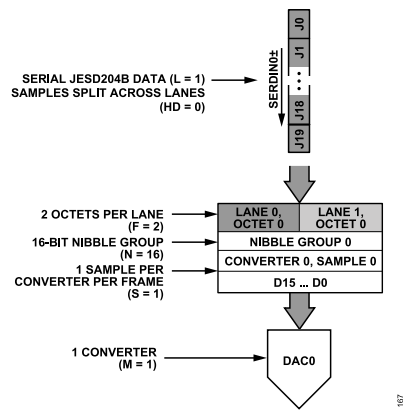 J0
J1
SERIAL JESD204B DATA (L = 1)
SAMPLES SPLIT ACROSS LANES
(HD = 0)
SERDIN0±
J18
J19
2 OCTETS PER LANE
(F = 2)
LANE 0,
OCTET 0
LANE 1,
OCTET 0
16-BIT NIBBLE GROUP
(N = 16)
NIBBLE GROUP 0
1 SAMPLE PER
CONVERTER PER FRAME
(S = 1)
CONVERTER 0, SAMPLE 0
D15 ... D0
1 CONVERTER
(M = 1)
DAC0
167